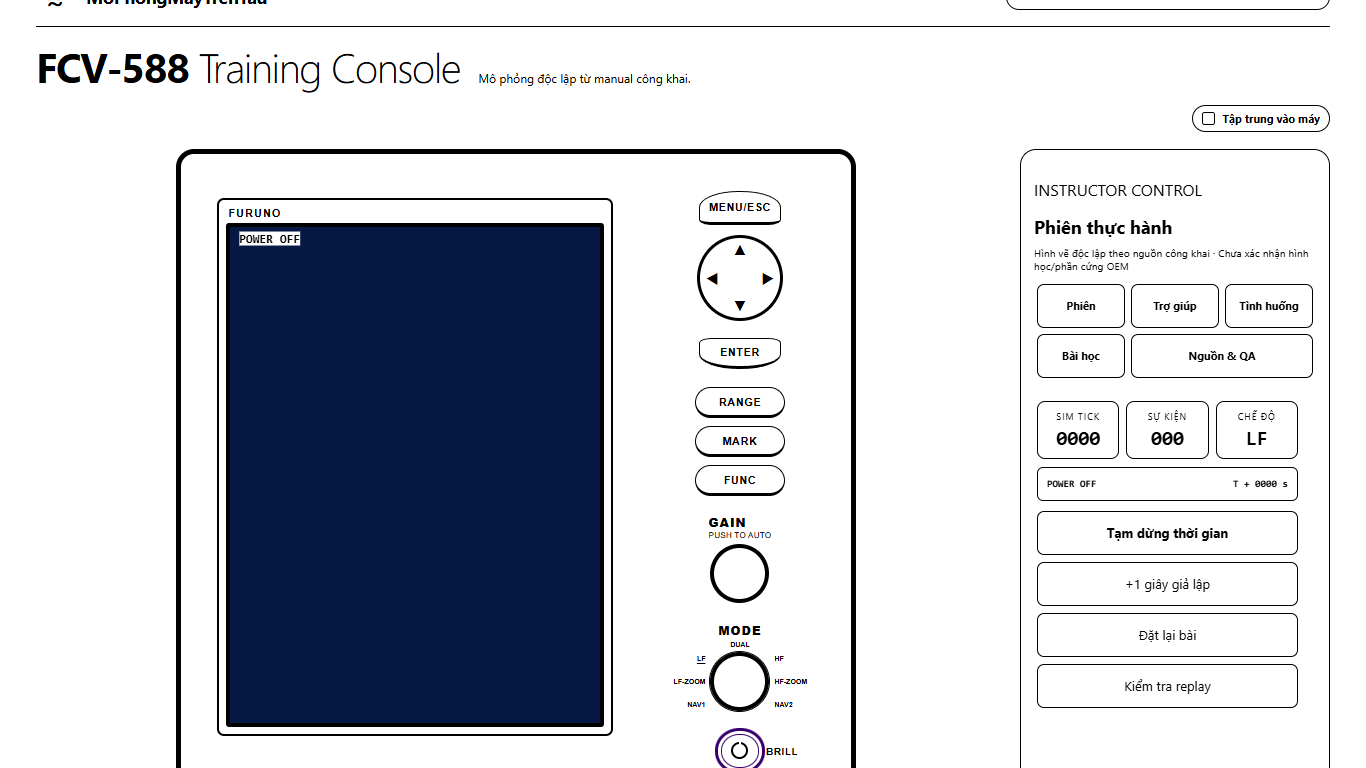 MôPhỏngMáyTrênTàu
FCV-588 Training Console Mô phỏng độc lập từ manual công khai.
Tập trung vào máy
FURUNO
POWER OFF
MENU/ESC
ENTER
RANGE
MARK
FUNC
GAIN
PUSH TO AUTO
MODE
DUAL
LF HF
LF-ZOOM HF-ZOOM
NAV1 NAV2
BRILL
INSTRUCTOR CONTROL
Phiên thực hành
Hình vẽ độc lập theo nguồn công khai · Chưa xác nhận hình
học/phần cứng OEM
Phiên Trợ giúp Tình huống
Bài học Nguồn & QA
SIM TICK SỰ KIỆN CHẾ ĐỘ
0000 000 LF
POWER OFF T + 0000 s
Tạm dừng thời gian
+1 giây giả lập
Đặt lại bài
Kiểm tra replay